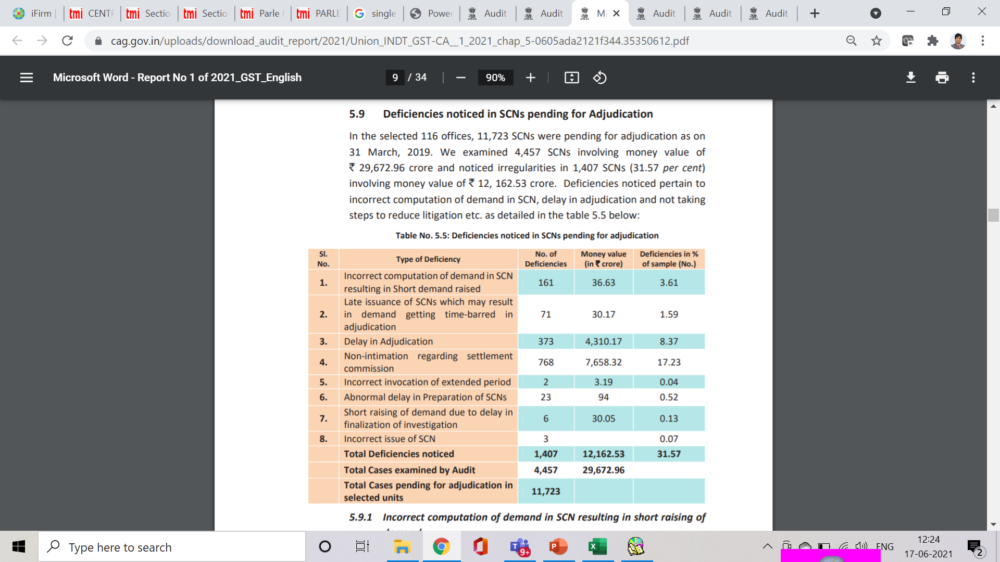 iFirm
tmi CENTF
tmi Sectio
tmi Sectio
tmi Parle
tmi PARLE
single
Power
Audit
Audit
Mi
Audit
Audit
Audit
cag.gov.in/uploads/download_audit_report/2021/Union_INDT_GST-CA__1_2021_chap_5-0605ada2121f344.35350612.pdf
Microsoft Word - Report No 1 of 2021_GST_English
9 / 34
90%
5.9 Deficiencies noticed in SCNs pending for Adjudication
In the selected 116 offices, 11,723 SCNs were pending for adjudication as on
31 March, 2019. We examined 4,457 SCNs involving money value of
₹ 29,672.96 crore and noticed irregularities in 1,407 SCNs (31.57 per cent)
involving money value of ₹ 12, 162.53 crore. Deficiencies noticed pertain to
incorrect computation of demand in SCN, delay in adjudication and not taking
steps to reduce litigation etc. as detailed in the table 5.5 below:
Table No. 5.5: Deficiencies noticed in SCNs pending for adjudication
Sl. No. Type of Deficiency No. of Deficiencies Money value (in ₹ crore) Deficiencies in % of sample (No.)
1. Incorrect computation of demand in SCN
resulting in Short demand raised 161 36.63 3.61
2. Late issuance of SCNs which may result
in demand getting time-barred in
adjudication 71 30.17 1.59
3. Delay in Adjudication 373 4,310.17 8.37
4. Non-intimation regarding settlement
commission 768 7,658.32 17.23
5. Incorrect invocation of extended period 2 3.19 0.04
6. Abnormal delay in Preparation of SCNs 23 94 0.52
7. Short raising of demand due to delay in
finalization of investigation 6 30.05 0.13
8. Incorrect issue of SCN 3 0.07
Total Deficiencies noticed 1,407 12,162.53 31.57
Total Cases examined by Audit 4,457 29,672.96
Total Cases pending for adjudication in
selected units 11,723
5.9.1 Incorrect computation of demand in SCN resulting in short raising of
Type here to search
9+
ENG
12:24
17-06-2021
2